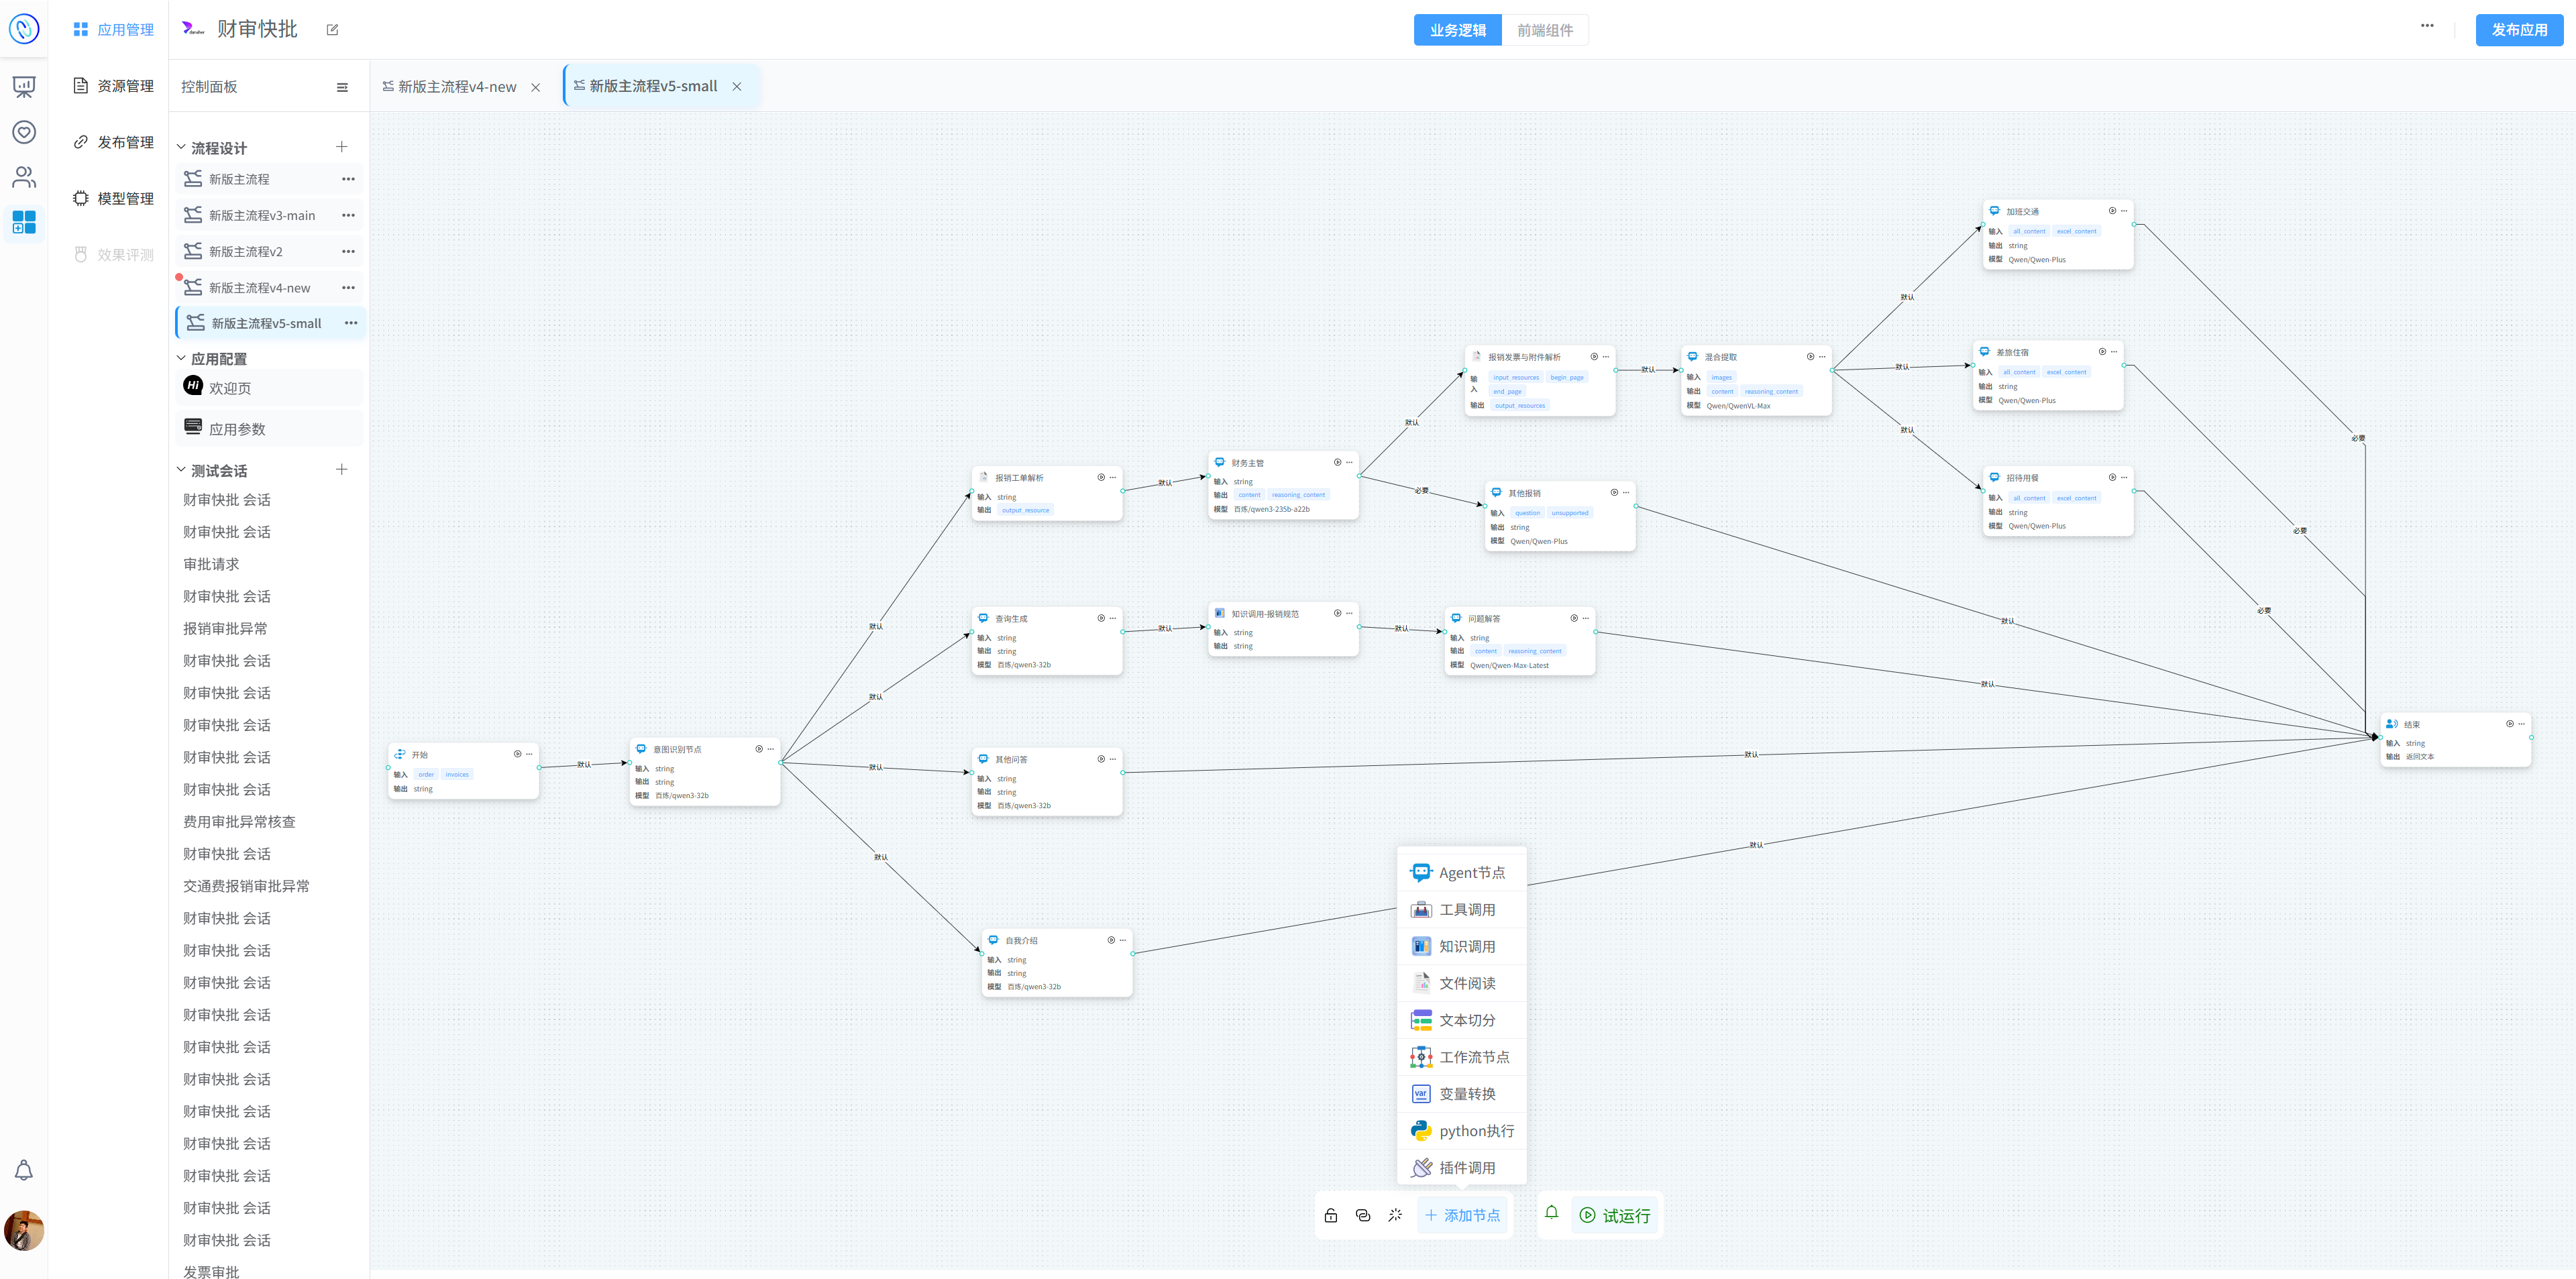 应用管理
资源管理
发布管理
模型管理
效果评测
财审快批
业务逻辑
前端组件
发布应用
控制面板
新版主流程v4-new
新版主流程v5-small
流程设计
新版主流程
新版主流程v3-main
新版主流程v2
新版主流程v4-new
新版主流程v5-small
应用配置
Hi 欢迎页
应用参数
测试会话
财审快批 会话
财审快批 会话
审批请求
财审快批 会话
报销审批异常
财审快批 会话
财审快批 会话
财审快批 会话
财审快批 会话
财审快批 会话
费用审批异常核查
财审快批 会话
交通费报销审批异常
财审快批 会话
财审快批 会话
财审快批 会话
财审快批 会话
财审快批 会话
财审快批 会话
财审快批 会话
财审快批 会话
财审快批 会话
财审快批 会话
财审快批 会话
发票审批
开始
输入 order invoices
输出 string
默认
意图识别节点
输入 string
输出 string
模型 百炼/qwen3-32b
默认
默认
默认
默认
报销工单解析
输入 string
输出 output_resource
默认
财务主管
输入 string
输出 content reasoning_content
模型 百炼/qwen3-235b-a22b
默认
必要
报销发票与附件解析
输入 input_resources begin_page
end_page
输出 output_resources
默认
混合提取
输入 images
输出 content reasoning_content
模型 Qwen/QwenVL-Max
默认
默认
默认
加班交通
输入 all_content excel_content
输出 string
模型 Qwen/Qwen-Plus
差旅住宿
输入 all_content excel_content
输出 string
模型 Qwen/Qwen-Plus
招待用餐
输入 all_content excel_content
输出 string
模型 Qwen/Qwen-Plus
必要
必要
必要
其他报销
输入 question unsupported
输出 string
模型 Qwen/Qwen-Plus
默认
查询生成
输入 string
输出 string
模型 百炼/qwen3-32b
默认
知识调用-报销规范
输入 string
输出 string
默认
问题解答
输入 string
输出 content reasoning_content
模型 Qwen/Qwen-Max-Latest
默认
其他问答
输入 string
输出 string
模型 百炼/qwen3-32b
默认
自我介绍
输入 string
输出 string
模型 百炼/qwen3-32b
默认
结束
输入 string
输出 返回文本
Agent节点
工具调用
知识调用
文件阅读
文本切分
工作流节点
var 变量转换
python执行
插件调用
添加节点
试运行